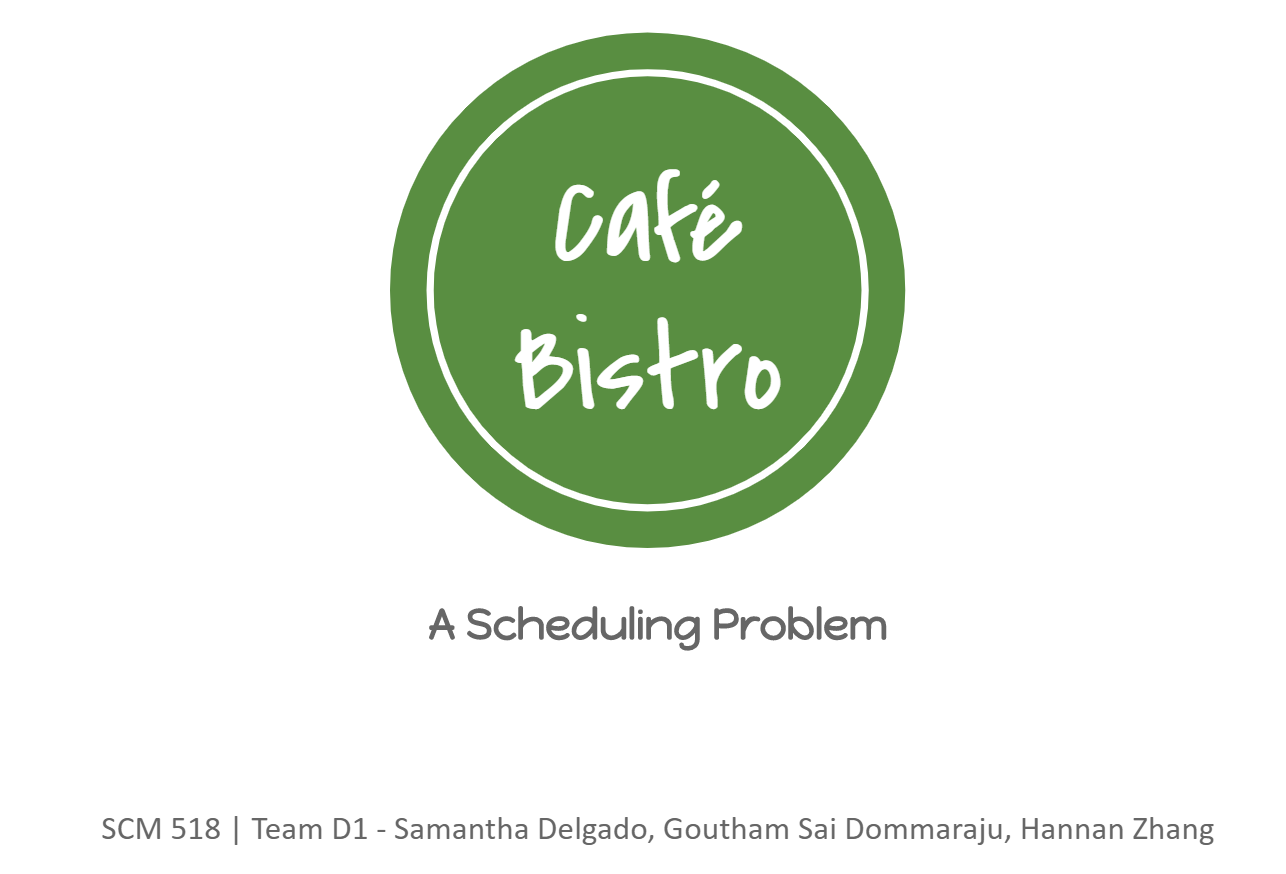 Café
Bistro
A Scheduling Problem
SCM 518 | Team D1 - Samantha Delgado, Goutham Sai Dommaraju, Hannan Zhang